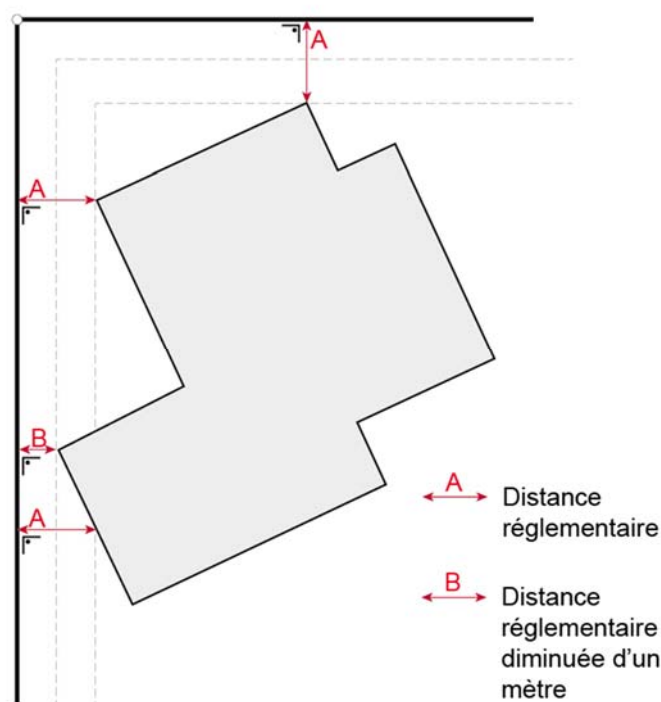 A
A
B
A
A
Distance
réglementaire
B
Distance
réglementaire
diminuée d'un
mètre